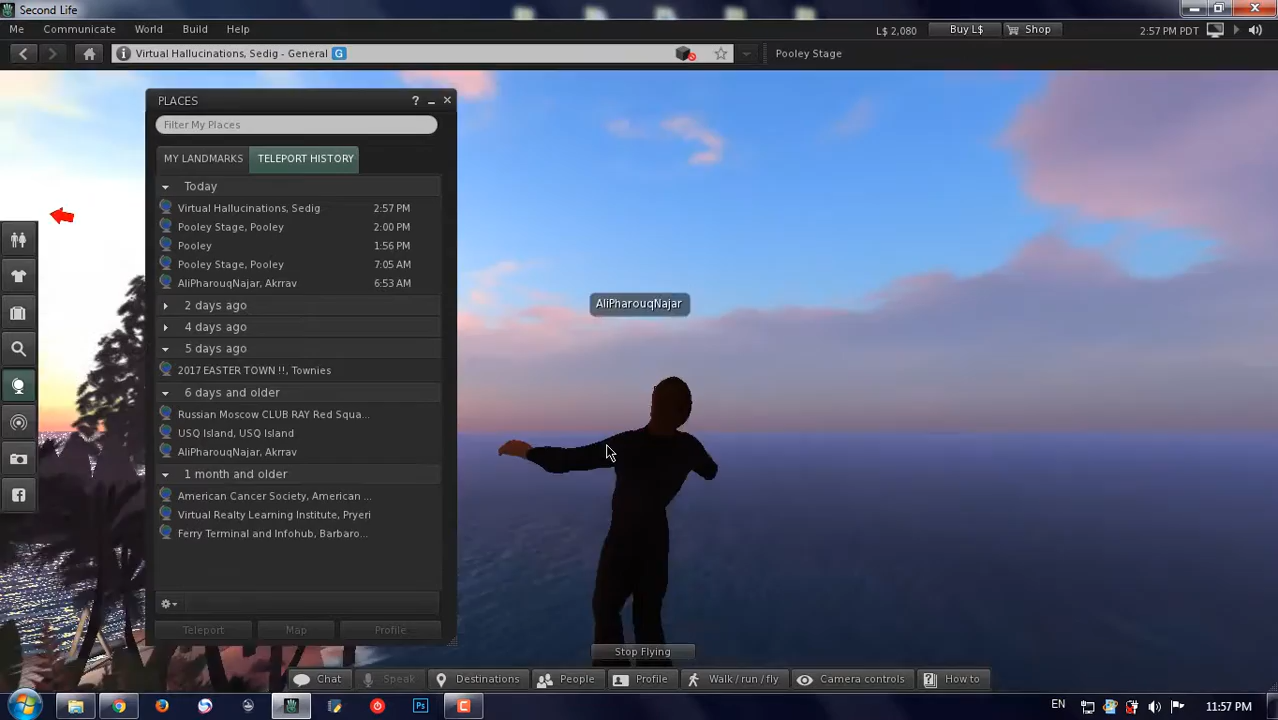 Second Life
Me Communicate World Build Help L$ 2,080 Buy L$ Shop 2:57 PM PDT
Virtual Hallucinations, Sedig - General G Pooley Stage
PLACES ?
Filter My Places
MY LANDMARKS TELEPORT HISTORY
Today
Virtual Hallucinations, Sedig 2:57 PM
Pooley Stage, Pooley 2:00 PM
Pooley 1:56 PM
Pooley Stage, Pooley 7:05 AM
AliPharouqNajar, Akrrav 6:53 AM
2 days ago
4 days ago
5 days ago
2017 EASTER TOWN !!, Townies
6 days and older
Russian Moscow CLUB RAY Red Squa...
USQ Island, USQ Island
AliPharouqNajar, Akrrav
1 month and older
American Cancer Society, American ...
Virtual Realty Learning Institute, Pryeri
Ferry Terminal and Infohub, Barbaro...
Teleport Map Profile
AliPharouqNajar
Stop Flying
Chat Speak Destinations People Profile Walk / run / fly Camera controls How to
Ps EN 11:57 PM